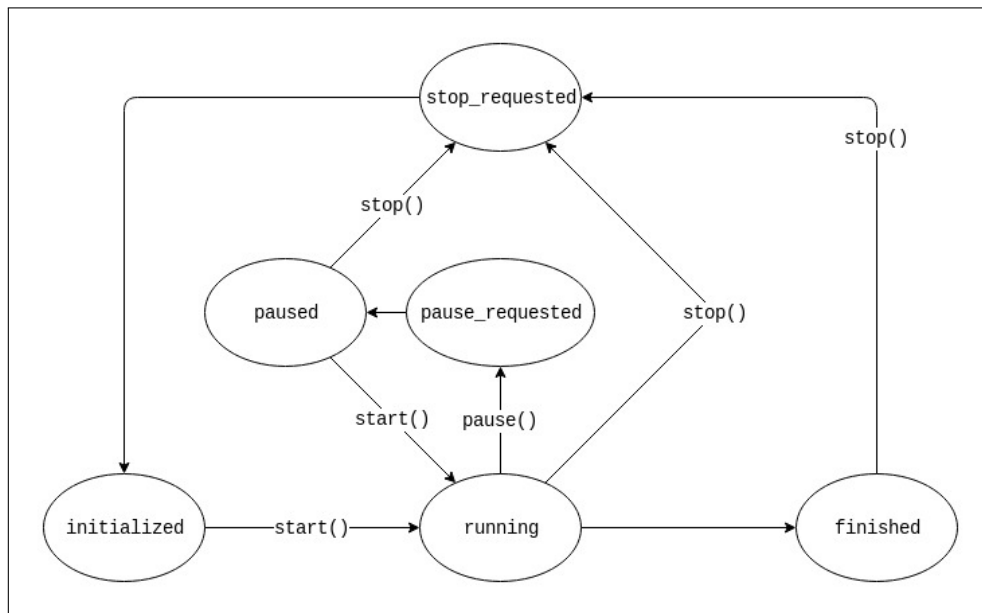 stop_requested
stop()
stop()
paused
pause_requested
stop()
start()
pause()
initialized
start()
running
finished